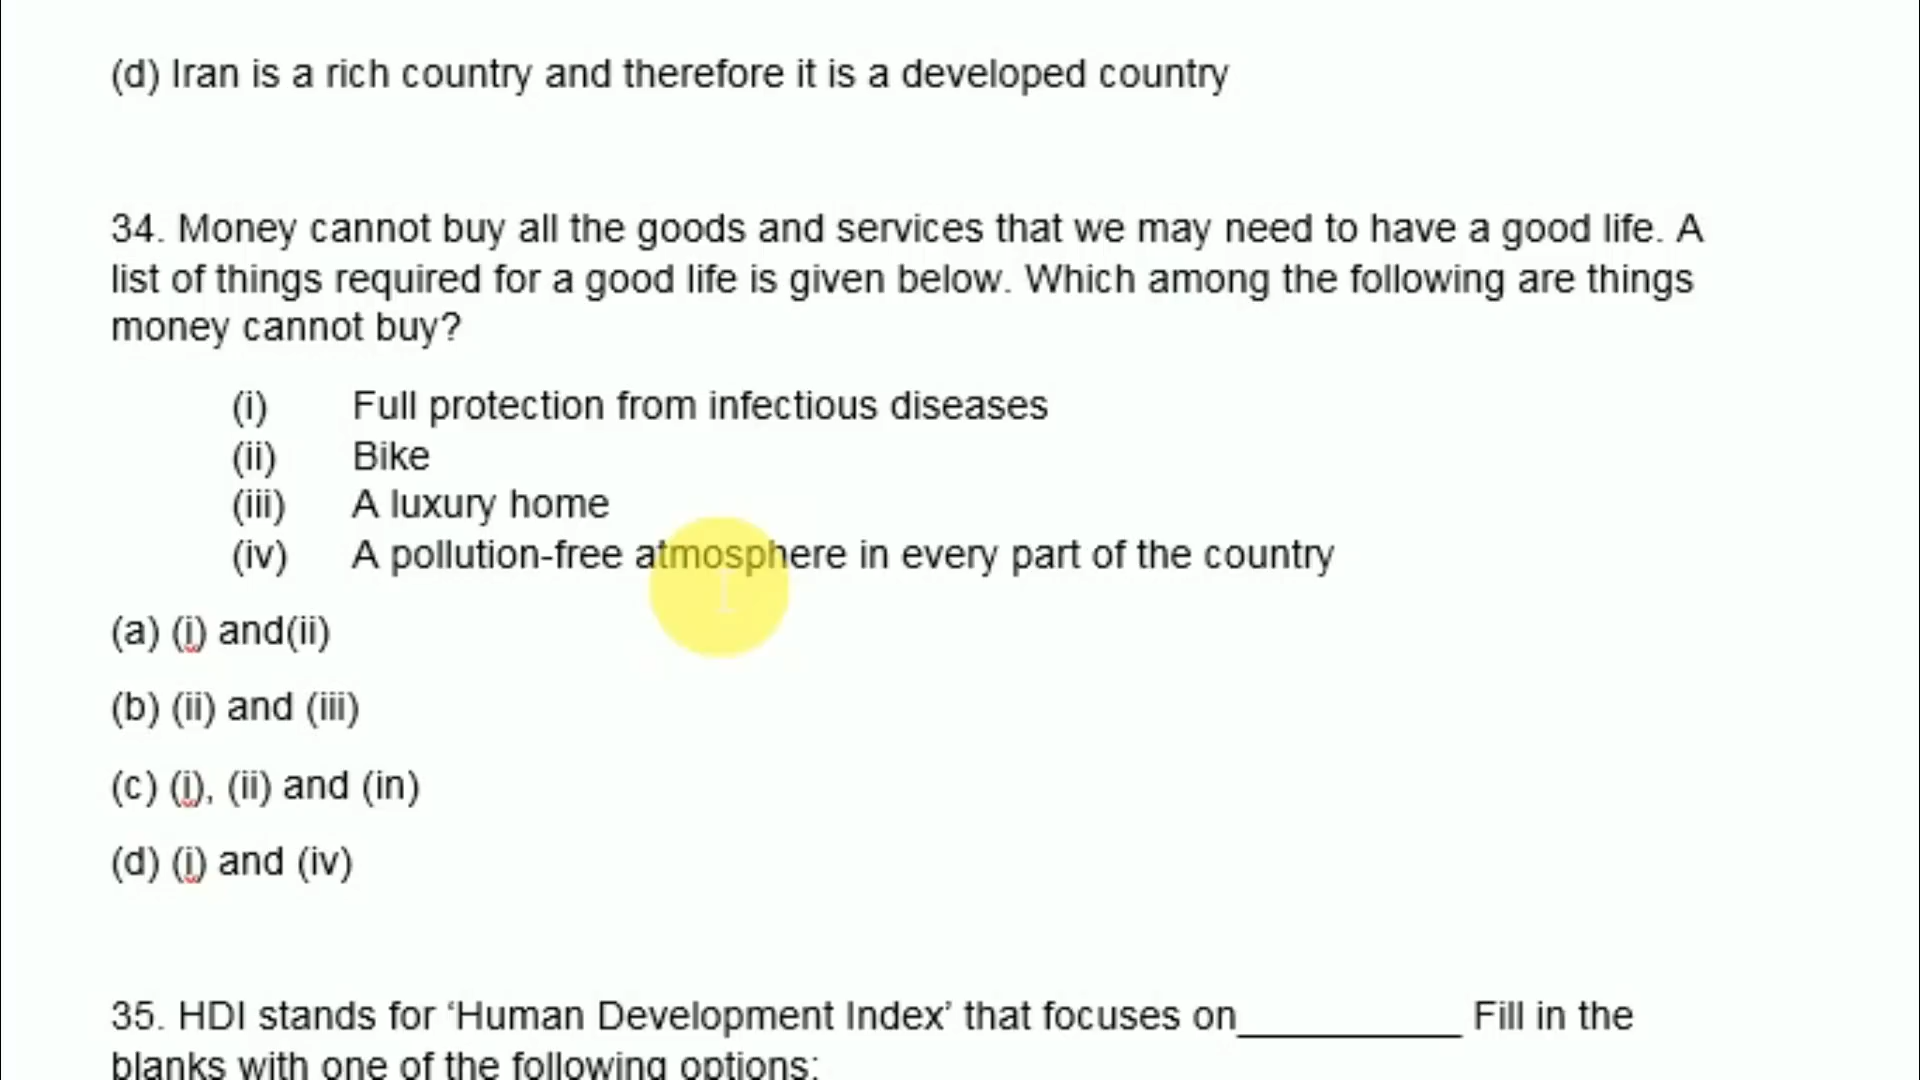 (d) Iran is a rich country and therefore it is a developed country
34. Money cannot buy all the goods and services that we may need to have a good life. A
list of things required for a good life is given below. Which among the following are things
money cannot buy?
(i) Full protection from infectious diseases
(ii) Bike
(iii) A luxury home
(iv) A pollution-free atmosphere in every part of the country
(a) (i) and(ii)
(b) (ii) and (iii)
(c) (i), (ii) and (in)
(d) (i) and (iv)
35. HDI stands for ‘Human Development Index’ that focuses on__________ Fill in the
blanks with one of the following options: